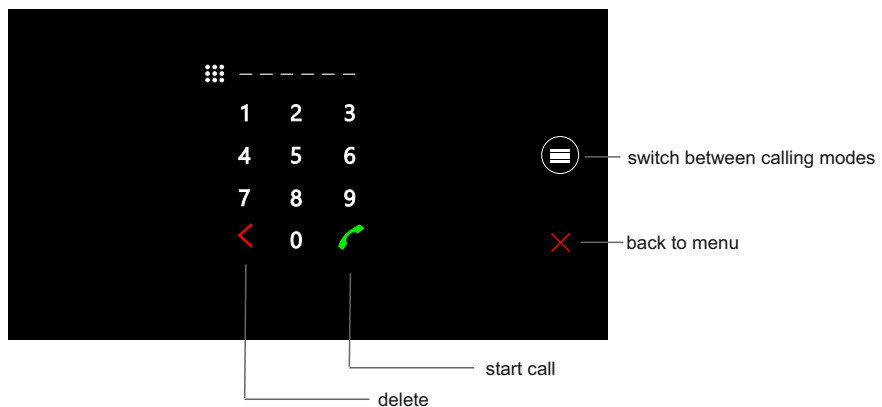 – – – – – –
1 2 3
4 5 6
7 8 9
0
switch between calling modes
back to menu
start call
delete